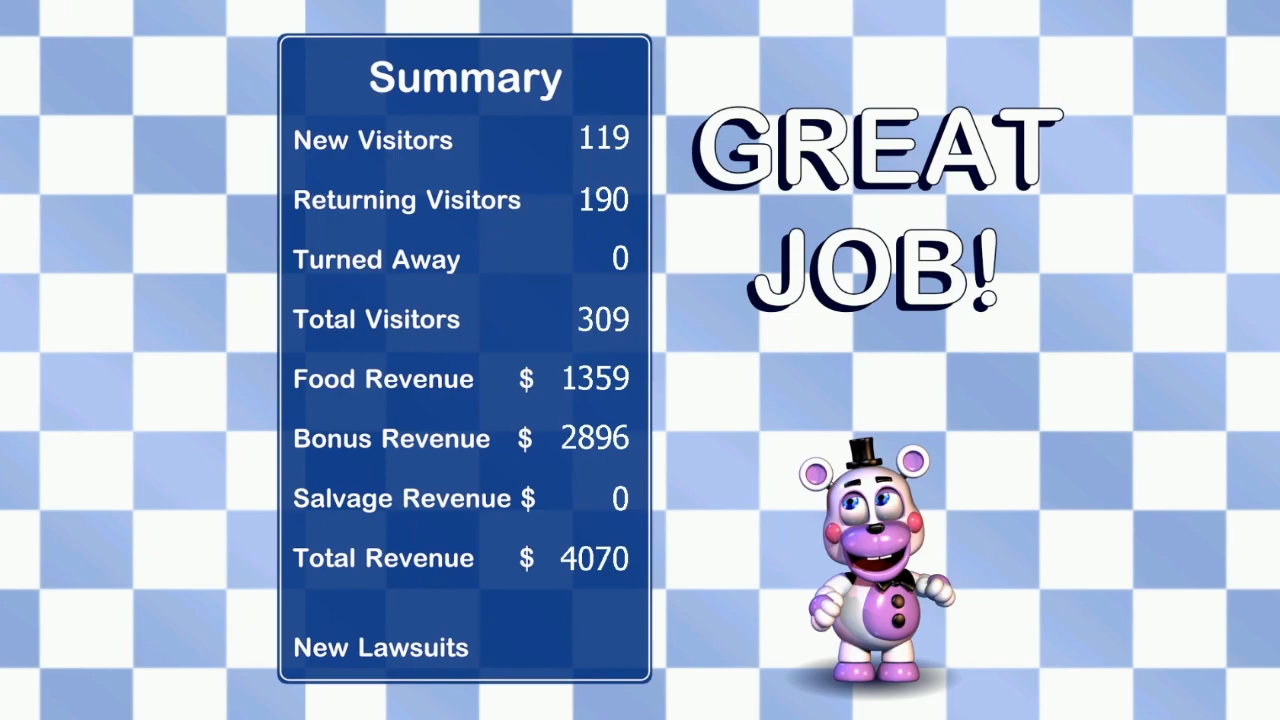 Summary
New Visitors 119
Returning Visitors 190
Turned Away 0
Total Visitors 309
Food Revenue $ 1359
Bonus Revenue $ 2896
Salvage Revenue $ 0
Total Revenue $ 4070
New Lawsuits
GREAT
JOB!